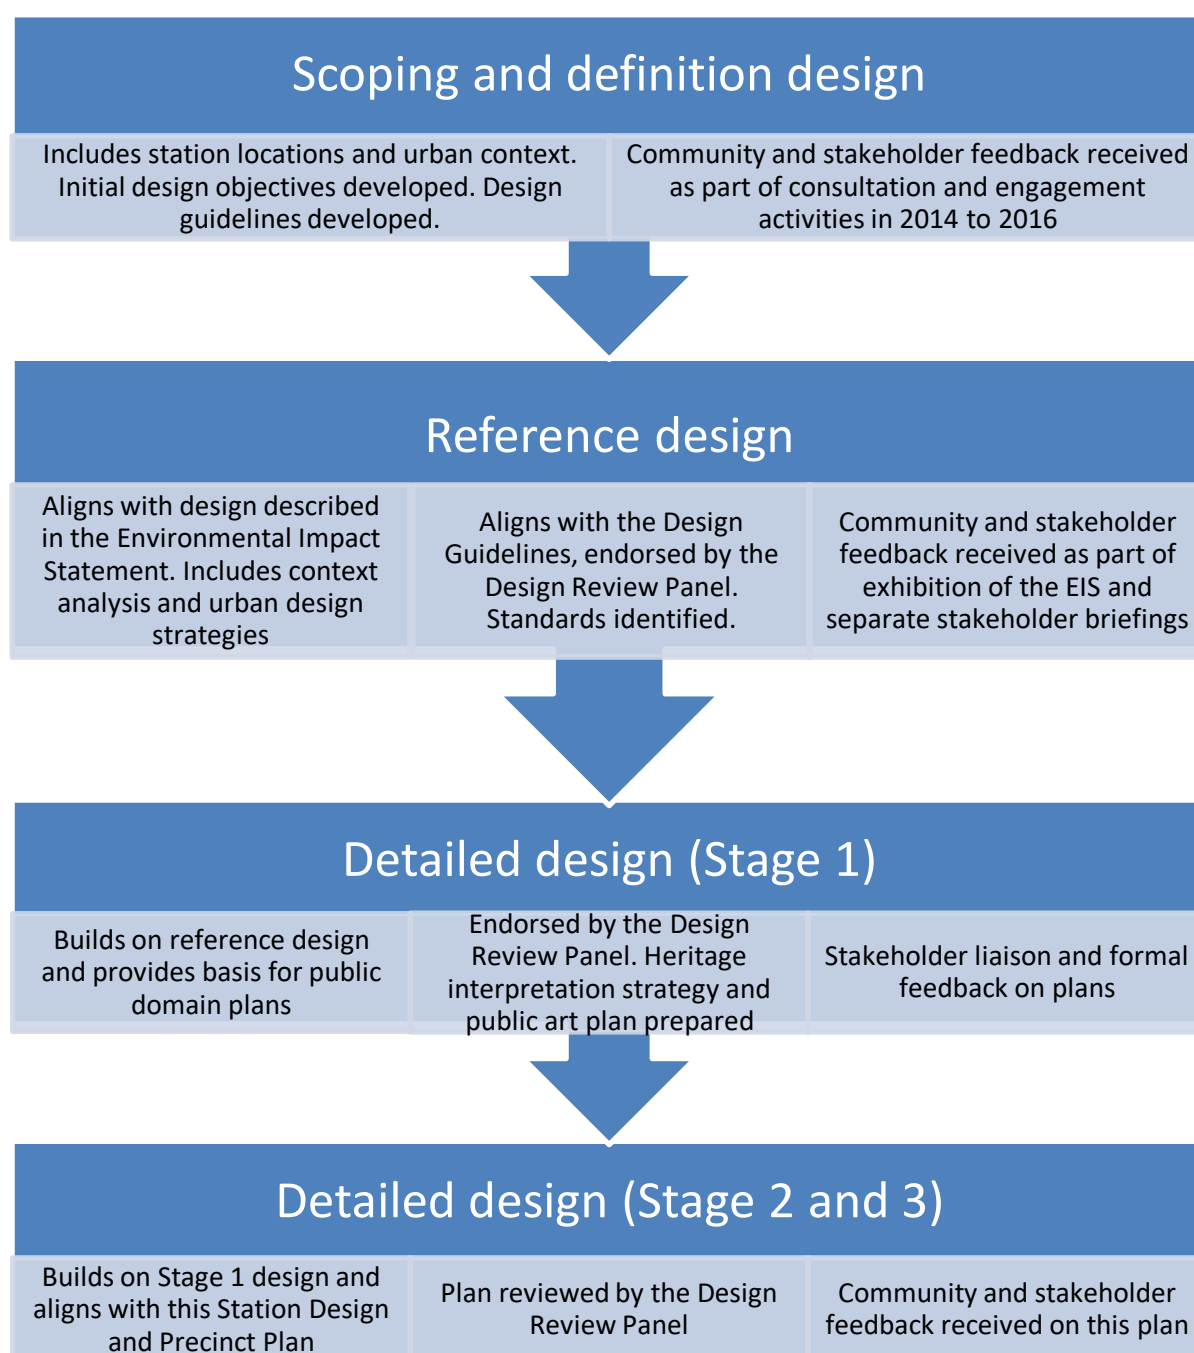 Scoping and definition design
Includes station locations and urban context.
Initial design objectives developed. Design
guidelines developed.
Community and stakeholder feedback received
as part of consultation and engagement
activities in 2014 to 2016
Reference design
Aligns with design described
in the Environmental Impact
Statement. Includes context
analysis and urban design
strategies
Aligns with the Design
Guidelines, endorsed by the
Design Review Panel.
Standards identified.
Community and stakeholder
feedback received as part of
exhibition of the EIS and
separate stakeholder briefings
Detailed design (Stage 1)
Builds on reference design
and provides basis for public
domain plans
Endorsed by the Design
Review Panel. Heritage
interpretation strategy and
public art plan prepared
Stakeholder liaison and formal
feedback on plans
Detailed design (Stage 2 and 3)
Builds on Stage 1 design and
aligns with this Station Design
and Precinct Plan
Plan reviewed by the Design
Review Panel
Community and stakeholder
feedback received on this plan